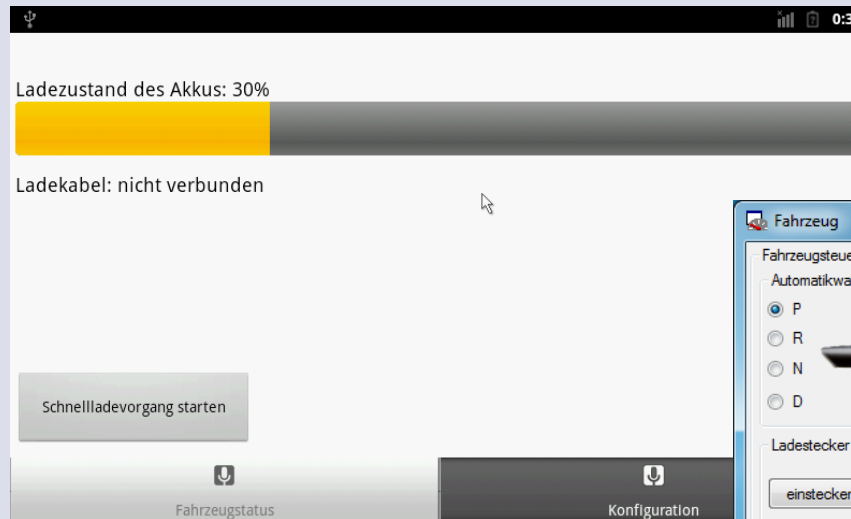 0:3
Ladezustand des Akkus: 30%
Ladekabel: nicht verbunden
Fahrzeug
Fahrzeugsteue
Automatikwa
P
R
N
D
Schnellladevorgang starten
Ladestecker
einstecken
Fahrzeugstatus
Konfiguration